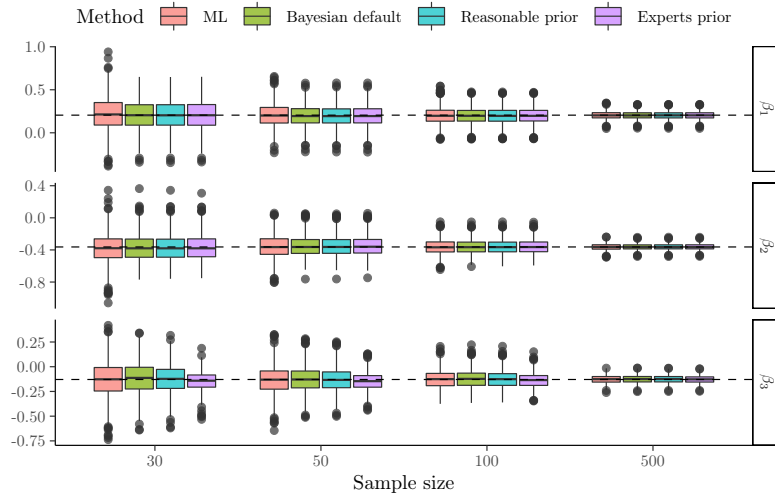 Method ML Bayesian default Reasonable prior Experts prior
1.0
0.5
0.0
β1
0.4
0.0
-0.4
-0.8
β2
0.25
0.00
-0.25
-0.50
-0.75
β3
30 50 100 500
Sample size